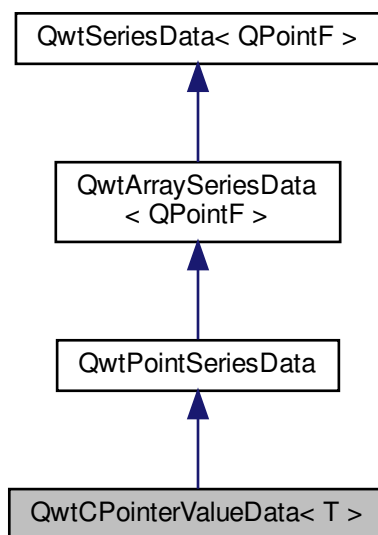 QwtSeriesData< QPointF >
QwtArraySeriesData
< QPointF >
QwtPointSeriesData
QwtCPointerValueData< T >